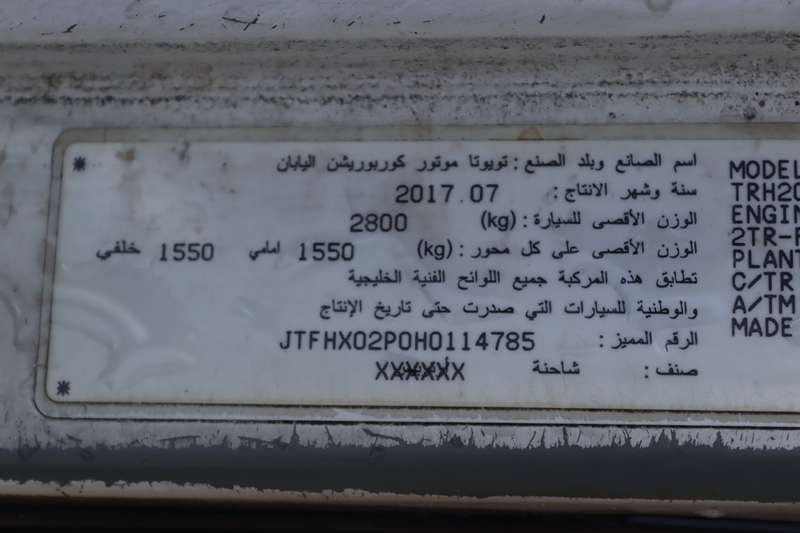 اسم الصانع وبلد الصنع : تويوتا موتور كوربوريشن اليابان
سنة وشهر الانتاج : 2017.07
الوزن الأقصى للسيارة : (kg) 2800
الوزن الأقصى على كل محور : (kg) 1550 امامي 1550 خلفي
تطابق هذه المركبة جميع اللوائح الفنية الخليجية
والوطنية للسيارات التي صدرت حتى تاريخ الإنتاج
الرقم المميز : JTFHX02P0H0114785
صنف : شاحنة
MODEL
TRH20
ENGIN
2TR-F
PLANT
C/TR
A/TM
MADE